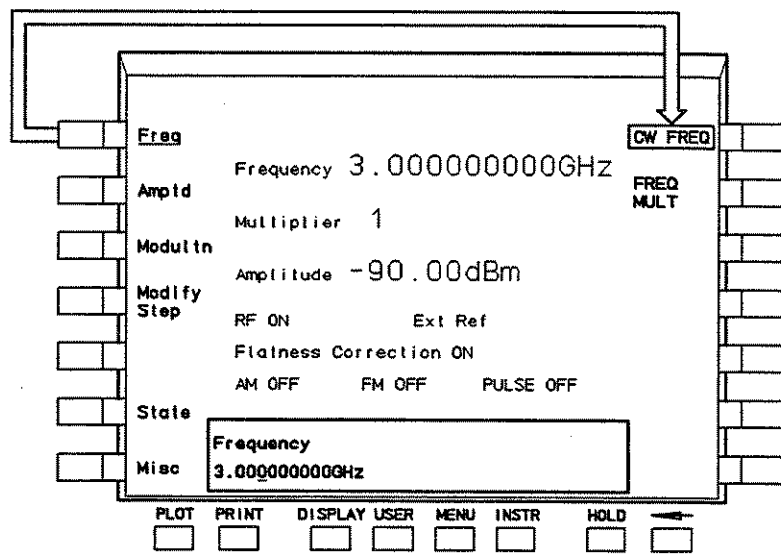 Freq
CW FREQ
Frequency 3.000000000GHz
Amptd
FREQ
MULT
Multiplier 1
Modultn
Amplitude -90.00dBm
Modify
Step
RF ON Ext Ref
Flatness Correction ON
AM OFF FM OFF PULSE OFF
State
Frequency
Misc
3.000000000GHz
PLOT PRINT DISPLAY USER MENU INSTR HOLD